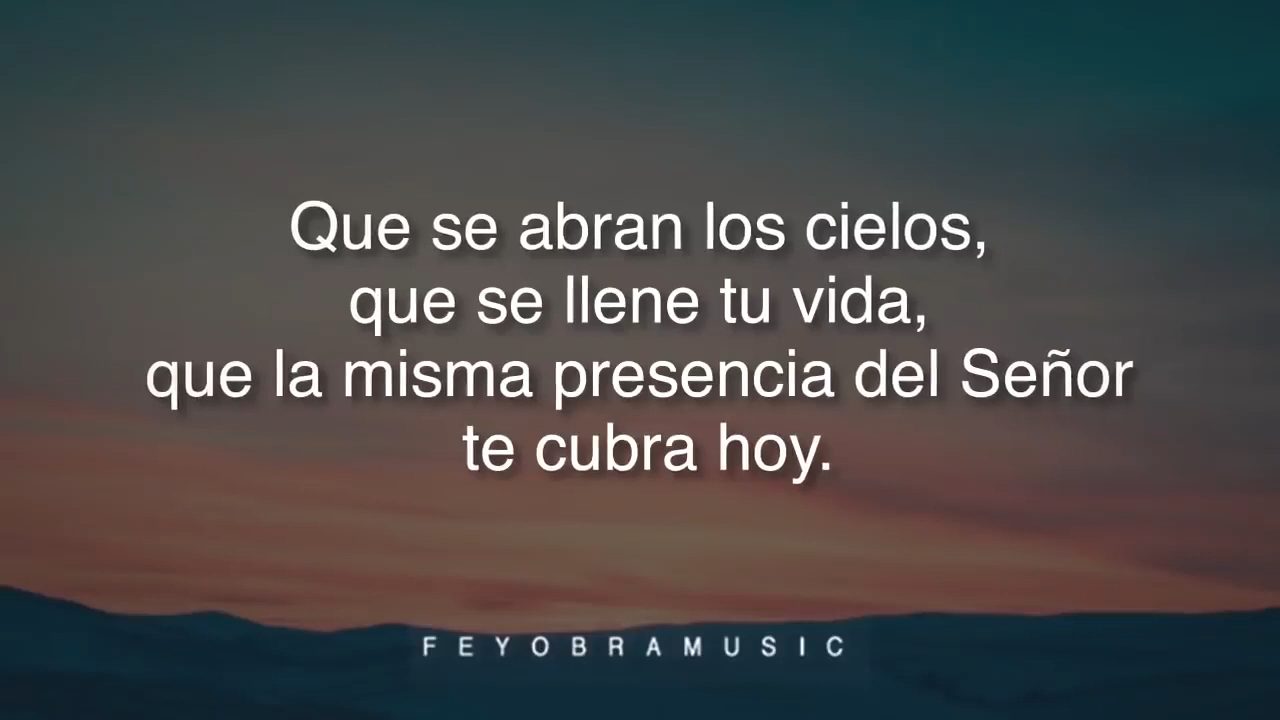 Que se abran los cielos,
que se llene tu vida,
que la misma presencia del Señor
te cubra hoy.
FEYOBRAMUSIC